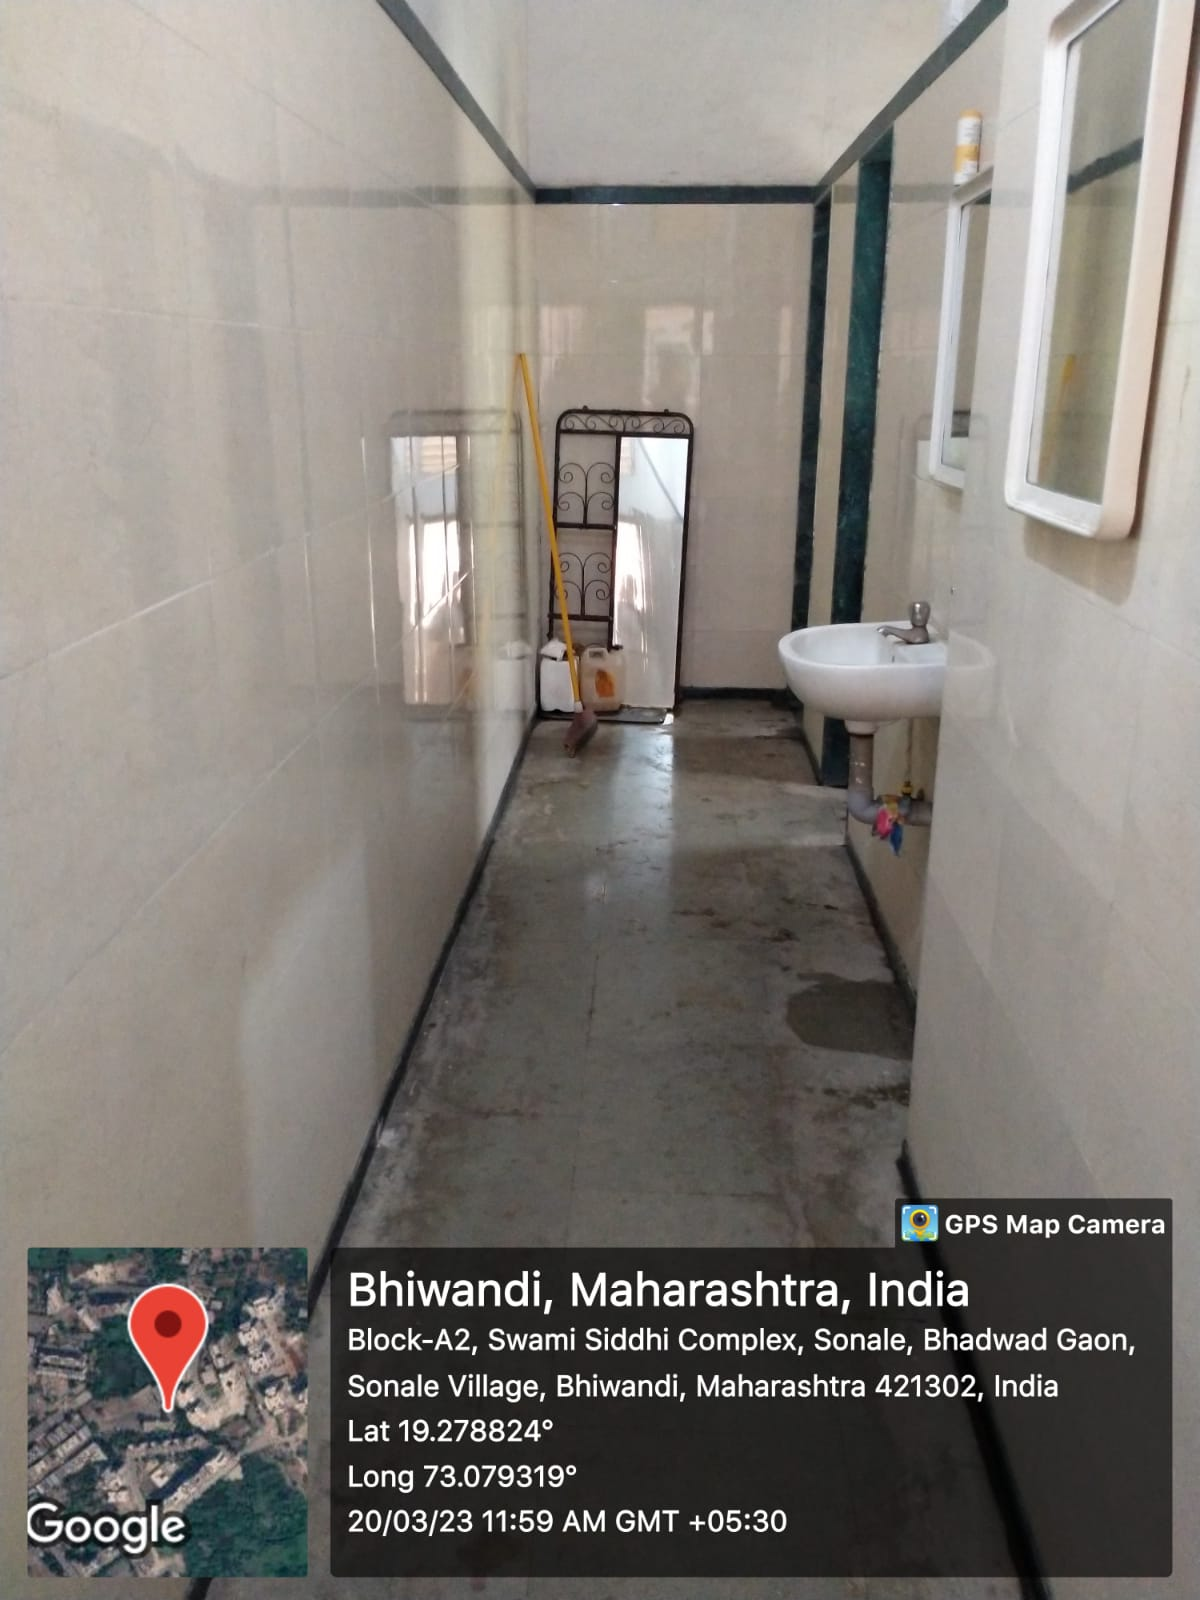 GPS Map Camera
Bhiwandi, Maharashtra, India
Block-A2, Swami Siddhi Complex, Sonale, Bhadwad Gaon,
Sonale Village, Bhiwandi, Maharashtra 421302, India
Lat 19.278824°
Long 73.079319°
20/03/23 11:59 AM GMT +05:30
Google